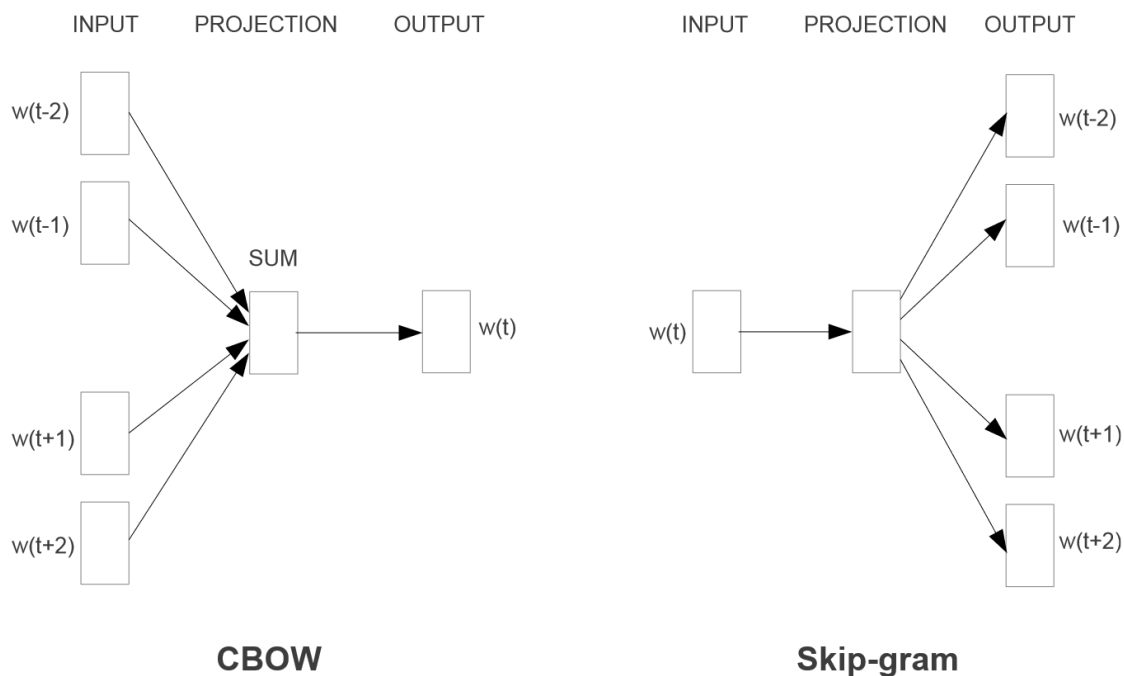 INPUT PROJECTION OUTPUT
w(t-2)
w(t-1)
SUM
w(t)
w(t+1)
w(t+2)
CBOW
INPUT PROJECTION OUTPUT
w(t-2)
w(t-1)
w(t)
w(t+1)
w(t+2)
Skip-gram